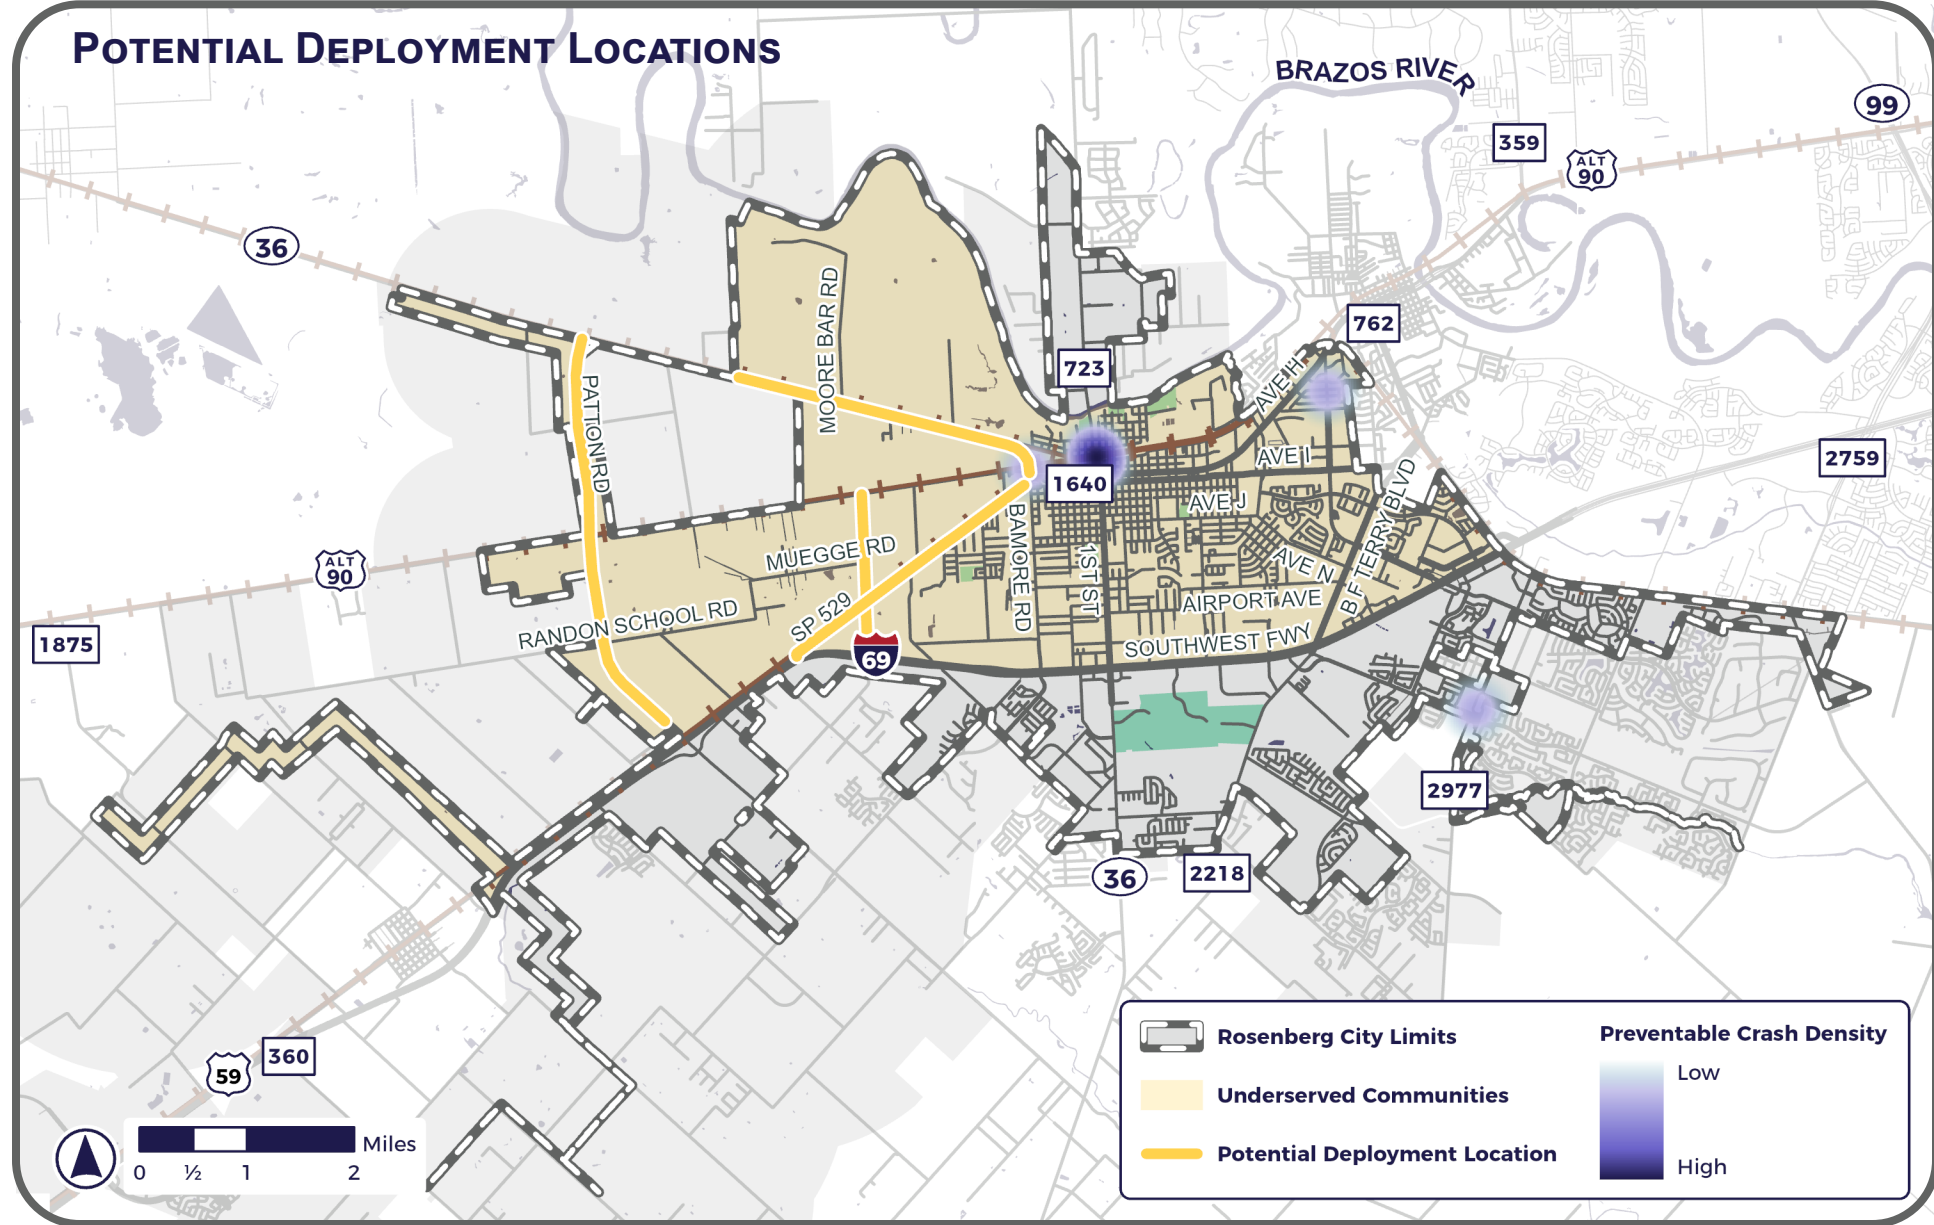 POTENTIAL DEPLOYMENT LOCATIONS
BRAZOS RIVER
99
359
ALT
90
36
MOORE BARR RD
762
723
AVE H
PATTON RD
AVE I
2759
1640
AVE J
BAMORE RD
1ST ST
MUEGGE RD
AVE N
B F TERRY BLVD
ALT
90
AIRPORT AVE
RANDON SCHOOL RD
SP 529
SOUTHWEST FWY
1875
69
2977
36
2218
360
59
Miles
0
½
1
2
Rosenberg City Limits
Underserved Communities
Potential Deployment Location
Preventable Crash Density
Low
High